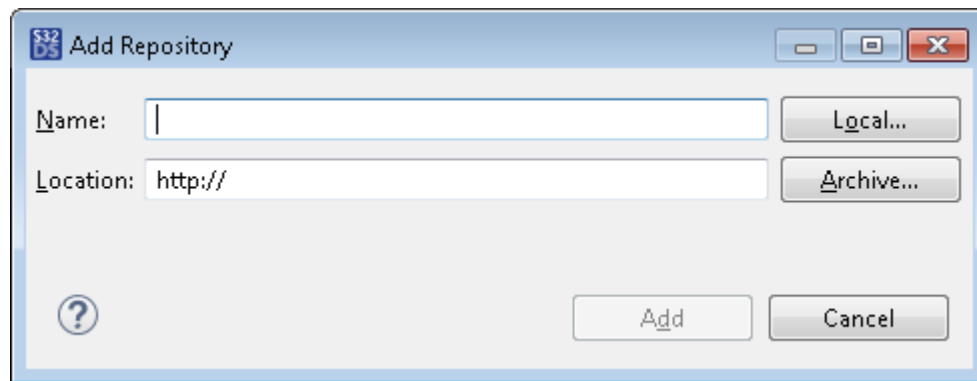 S32
DS Add Repository
Name: Local...
Location: http:// Archive...
? Add Cancel